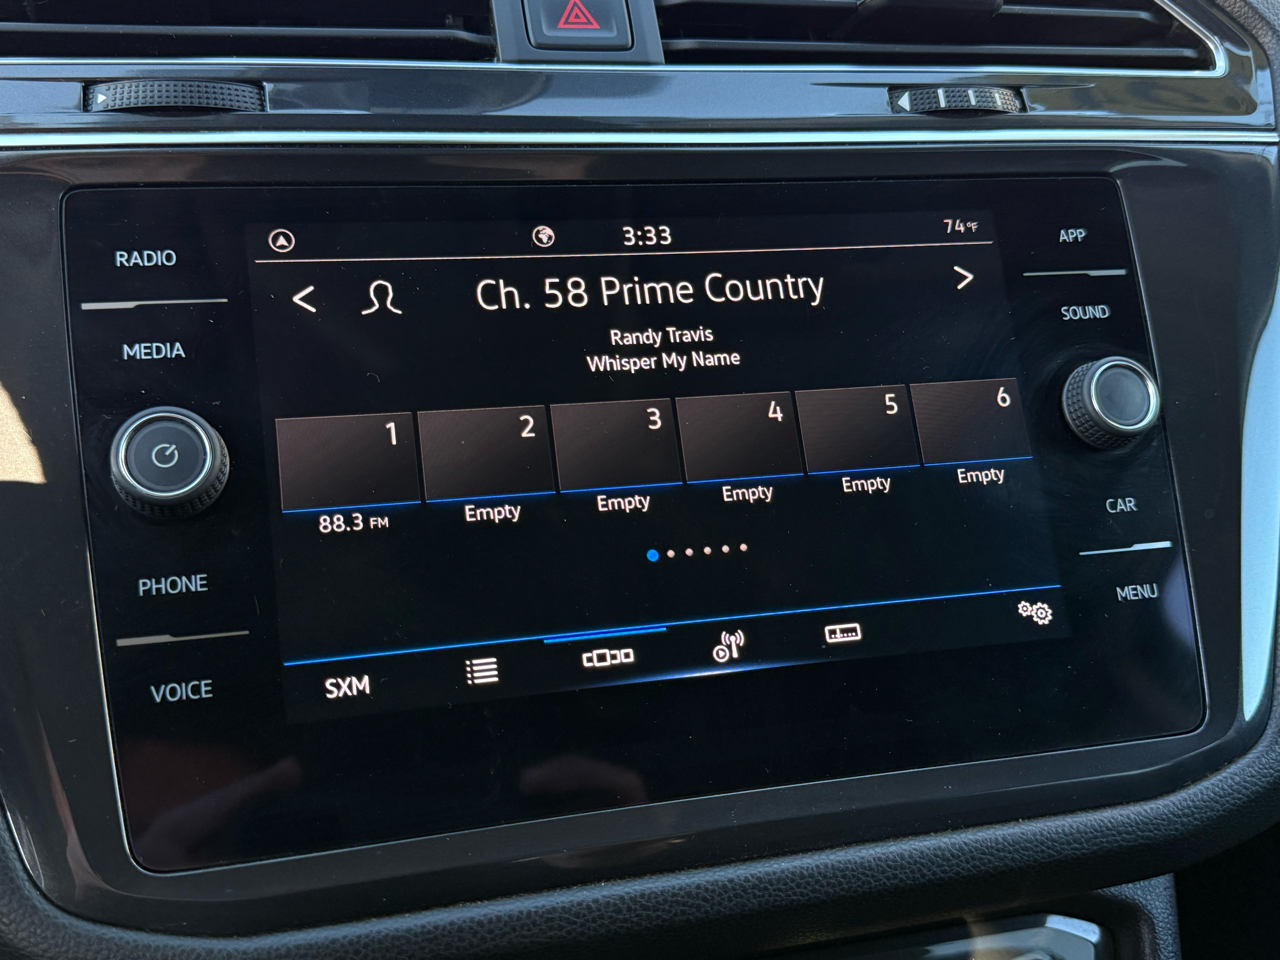 RADIO
MEDIA
PHONE
VOICE
3:33
74°F
Ch. 58 Prime Country
Randy Travis
Whisper My Name
1
2
3
4
5
6
88.3 FM
Empty
Empty
Empty
Empty
Empty
SXM
APP
SOUND
CAR
MENU